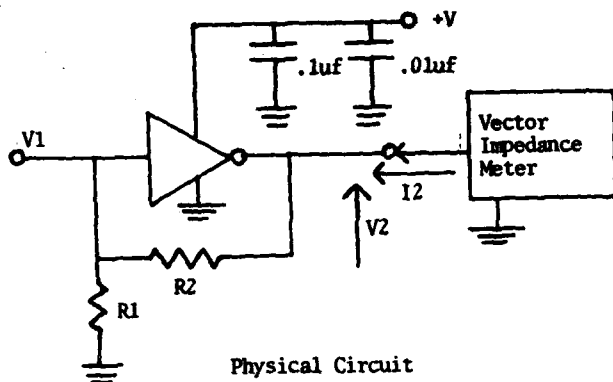 +V
.1uf
.01uf
V1
Vector
Impedance
Meter
I2
V2
R2
R1
Physical Circuit